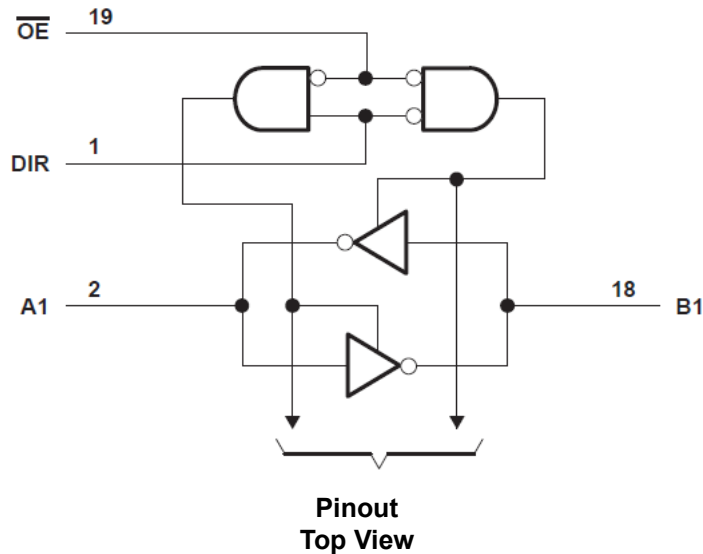 OE 19
DIR 1
A1 2
18 B1
Pinout
Top View